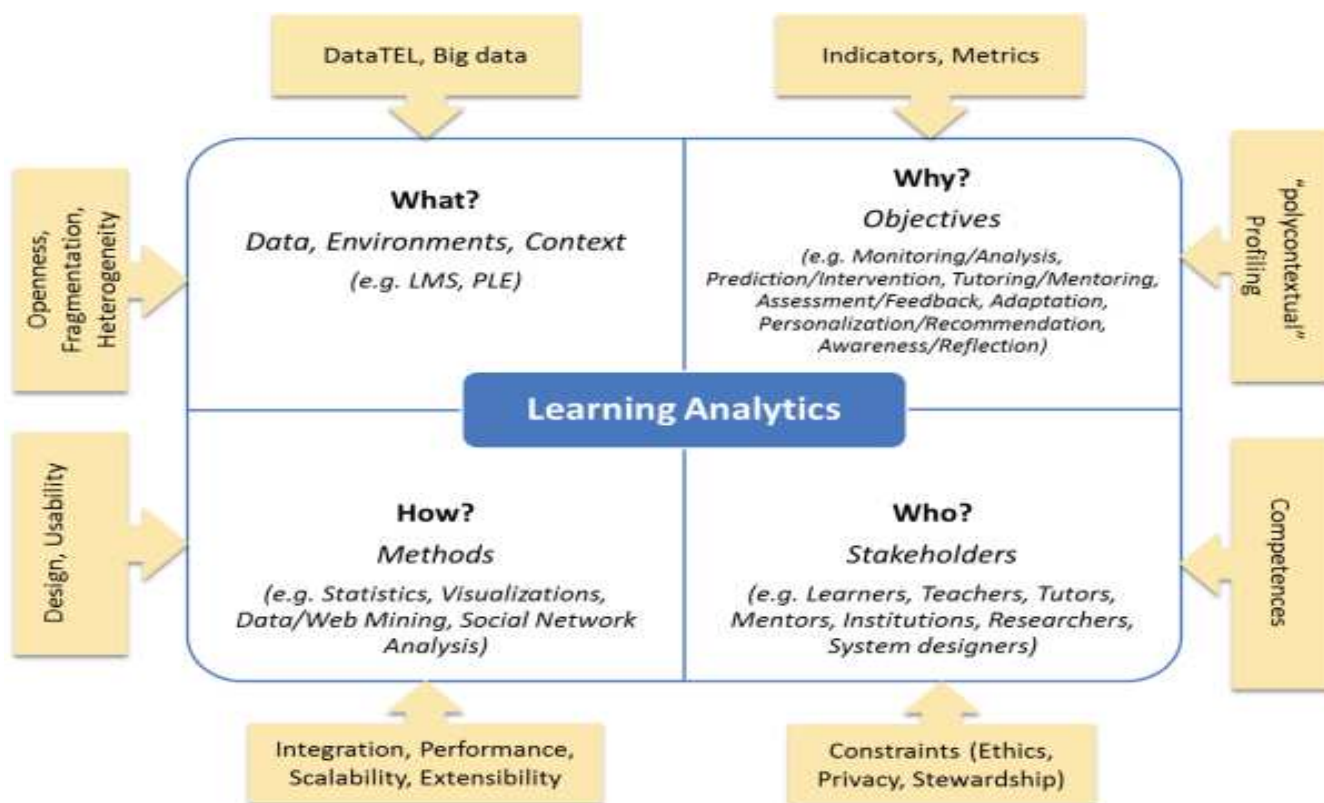 DataTEL, Big data
Indicators, Metrics
Openness,
Fragmentation,
Heterogeneity
What?
Data, Environments, Context
(e.g. LMS, PLE)
Why?
Objectives
(e.g. Monitoring/Analysis,
Prediction/Intervention, Tutoring/Mentoring,
Assessment/Feedback, Adaptation,
Personalization/Recommendation,
Awareness/Reflection)
“polycontextual”
Profiling
Learning Analytics
Design, Usability
How?
Methods
(e.g. Statistics, Visualizations,
Data/Web Mining, Social Network
Analysis)
Who?
Stakeholders
(e.g. Learners, Teachers, Tutors,
Mentors, Institutions, Researchers,
System designers)
Competences
Integration, Performance,
Scalability, Extensibility
Constraints (Ethics,
Privacy, Stewardship)